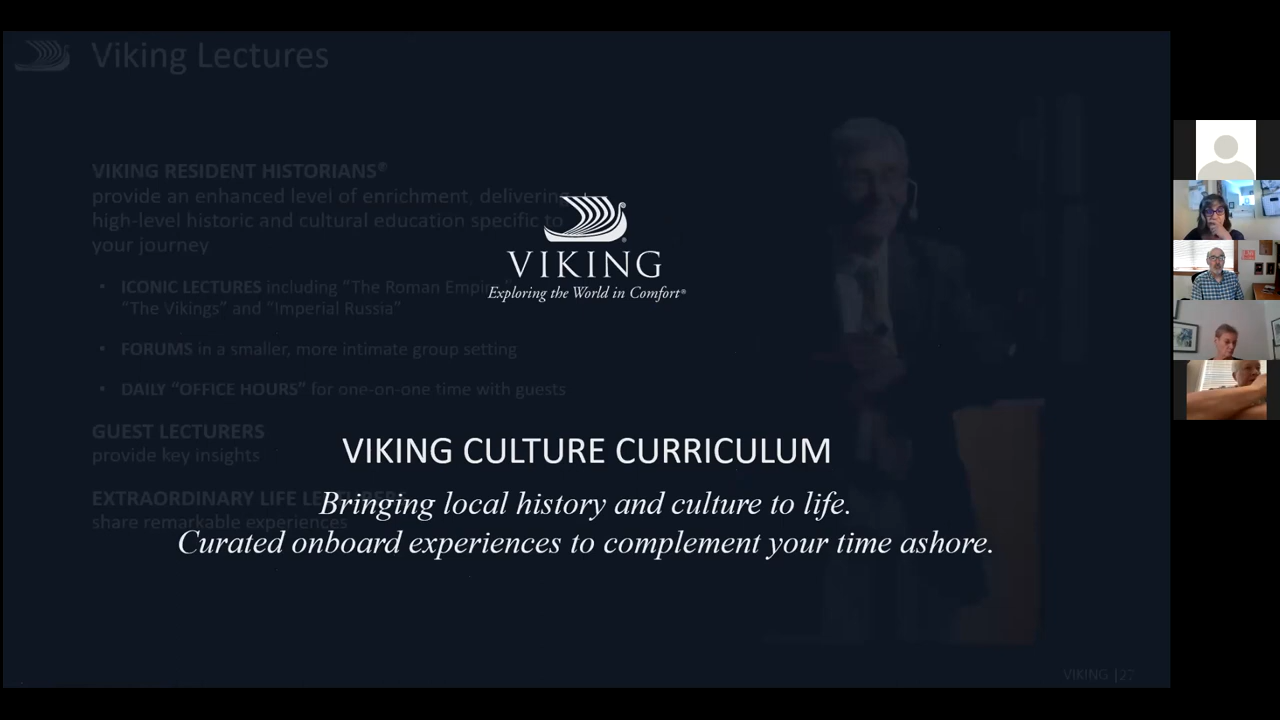 Viking Lectures
VIKING RESIDENT HISTORIANS®
provide an enhanced level of enrichment, delivering
high-level historic and cultural education specific to
your journey
• ICONIC LECTURES including “The Roman Empire
“The Vikings” and “Imperial Russia”
• FORUMS in a smaller, more intimate group setting
• DAILY “OFFICE HOURS” for one-on-one time with guests
GUEST LECTURERS
provide key insights
EXTRAORDINARY LIFE
share remarkable experiences
VIKING
Exploring the World in Comfort®
VIKING CULTURE CURRICULUM
Bringing local history and culture to life.
Curated onboard experiences to complement your time ashore.
VIKING | 27